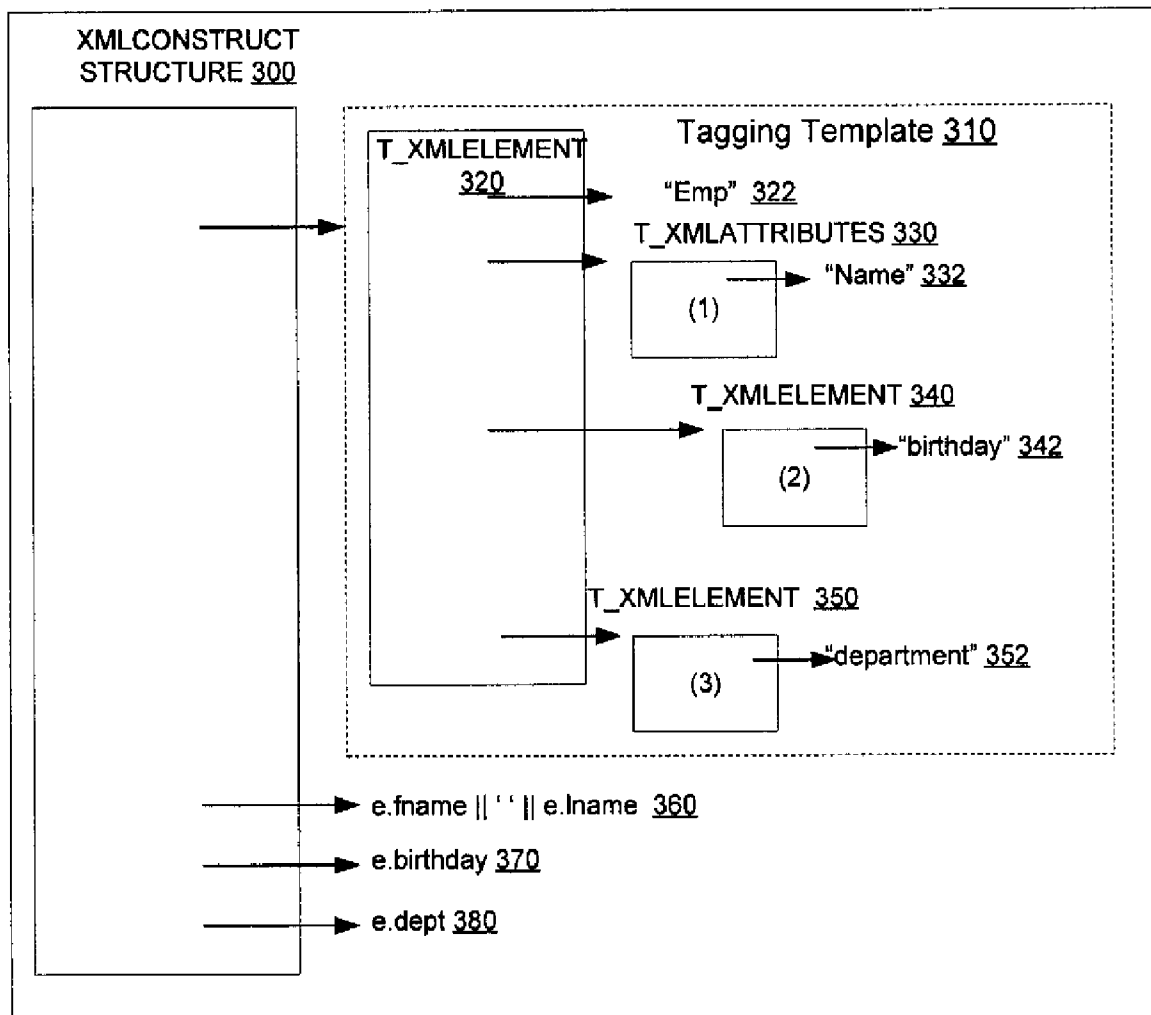 XMLCONSTRUCT
STRUCTURE 300
Tagging Template 310
T_XMLELEMENT
320
“Emp” 322
T_XMLATTRIBUTES 330
“Name” 332
(1)
T_XMLELEMENT 340
“birthday” 342
(2)
T_XMLELEMENT 350
“department” 352
(3)
e.fname || ‘ ‘ || e.lname 360
e.birthday 370
e.dept 380